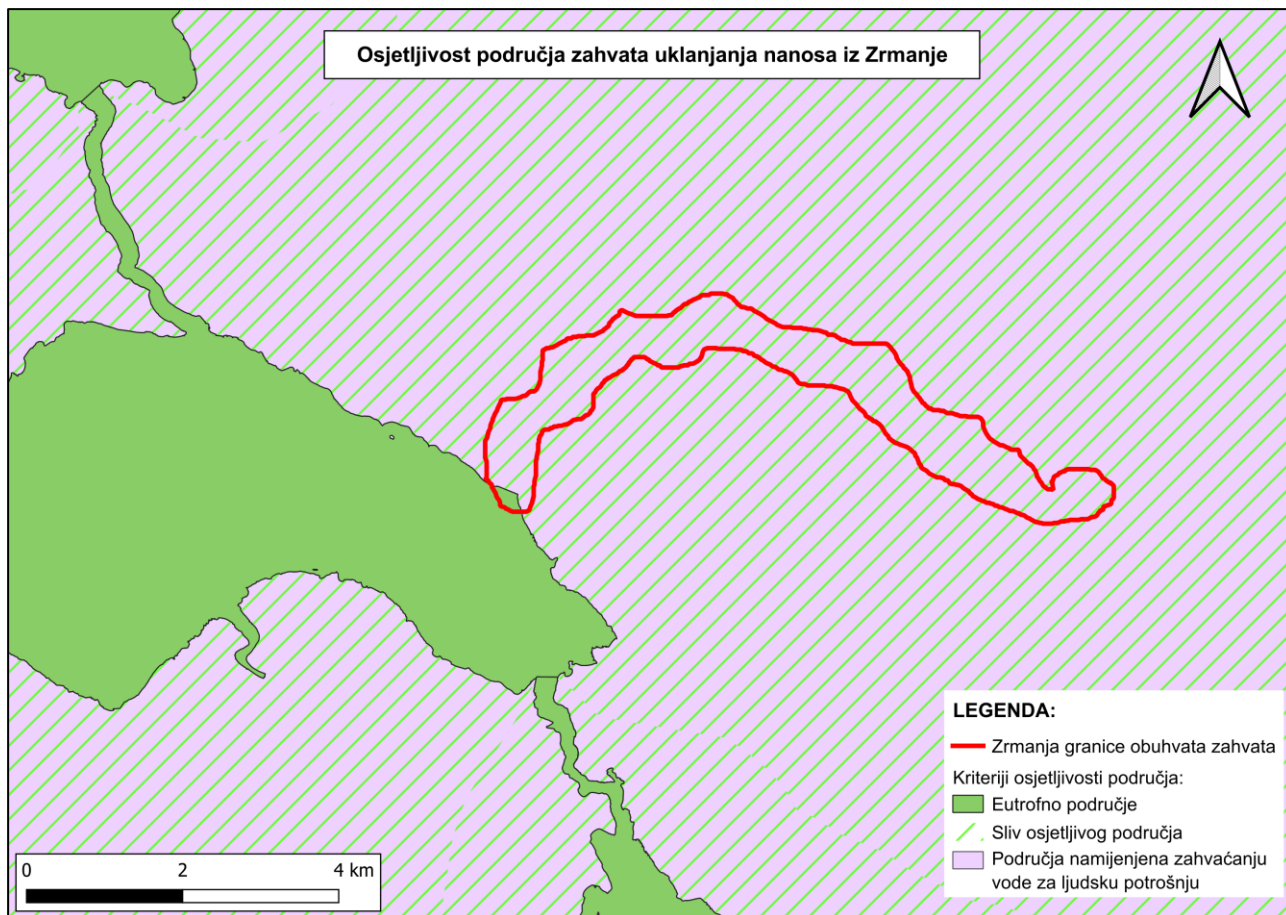 Osjetljivost područja zahvata uklanjanja nanosa iz Zrmanje
LEGENDA:
Zrmanja granice obuhvata zahvata
Kriteriji osjetljivosti područja:
Eutrofno područje
Sliv osjetljivog područja
Područja namijenjena zahvaćanju
vode za ljudsku potrošnju
0 2 4 km